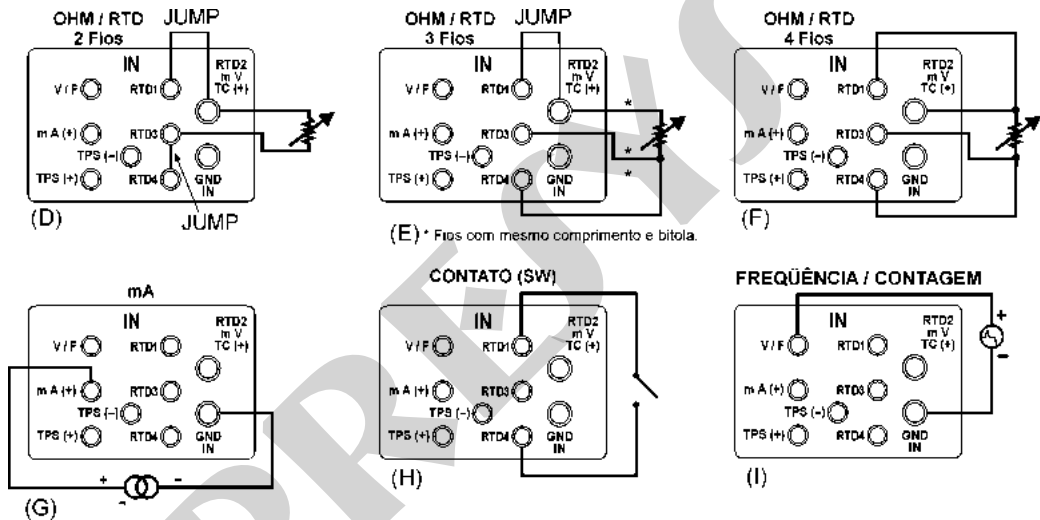 OHM / RTD
2 Fios
JUMP
IN
RTD2
m V
TC (+)
V / F
RTD1
m A (+)
RTD3
TPS (−)
TPS (+)
RTD4
GND
IN
JUMP
(D)
OHM / RTD
3 Fios
JUMP
IN
RTD2
m V
TC (+)
V / F
RTD1
*
m A (+)
RTD3
*
TPS (−)
*
TPS (+)
RTD4
GND
IN
(E) * Fios com mesmo comprimento e bitola.
OHM / RTD
4 Fios
IN
RTD2
m V
TC (+)
V / F
RTD1
m A (+)
RTD3
TPS (−)
TPS (+)
RTD4
GND
IN
(F)
mA
IN
RTD2
m V
TC (+)
V / F
RTD1
m A (+)
RTD3
TPS (−)
TPS (+)
RTD4
GND
IN
+ −
(G)
CONTATO (SW)
IN
RTD2
m V
TC (+)
V / F
RTD1
m A (+)
RTD3
TPS (−)
TPS (+)
RTD4
GND
IN
(H)
FREQÜÊNCIA / CONTAGEM
IN
RTD2
m V
TC (+)
+
V / F
RTD1
−
m A (+)
RTD3
TPS (−)
TPS (+)
RTD4
GND
IN
(I)
PRESYS